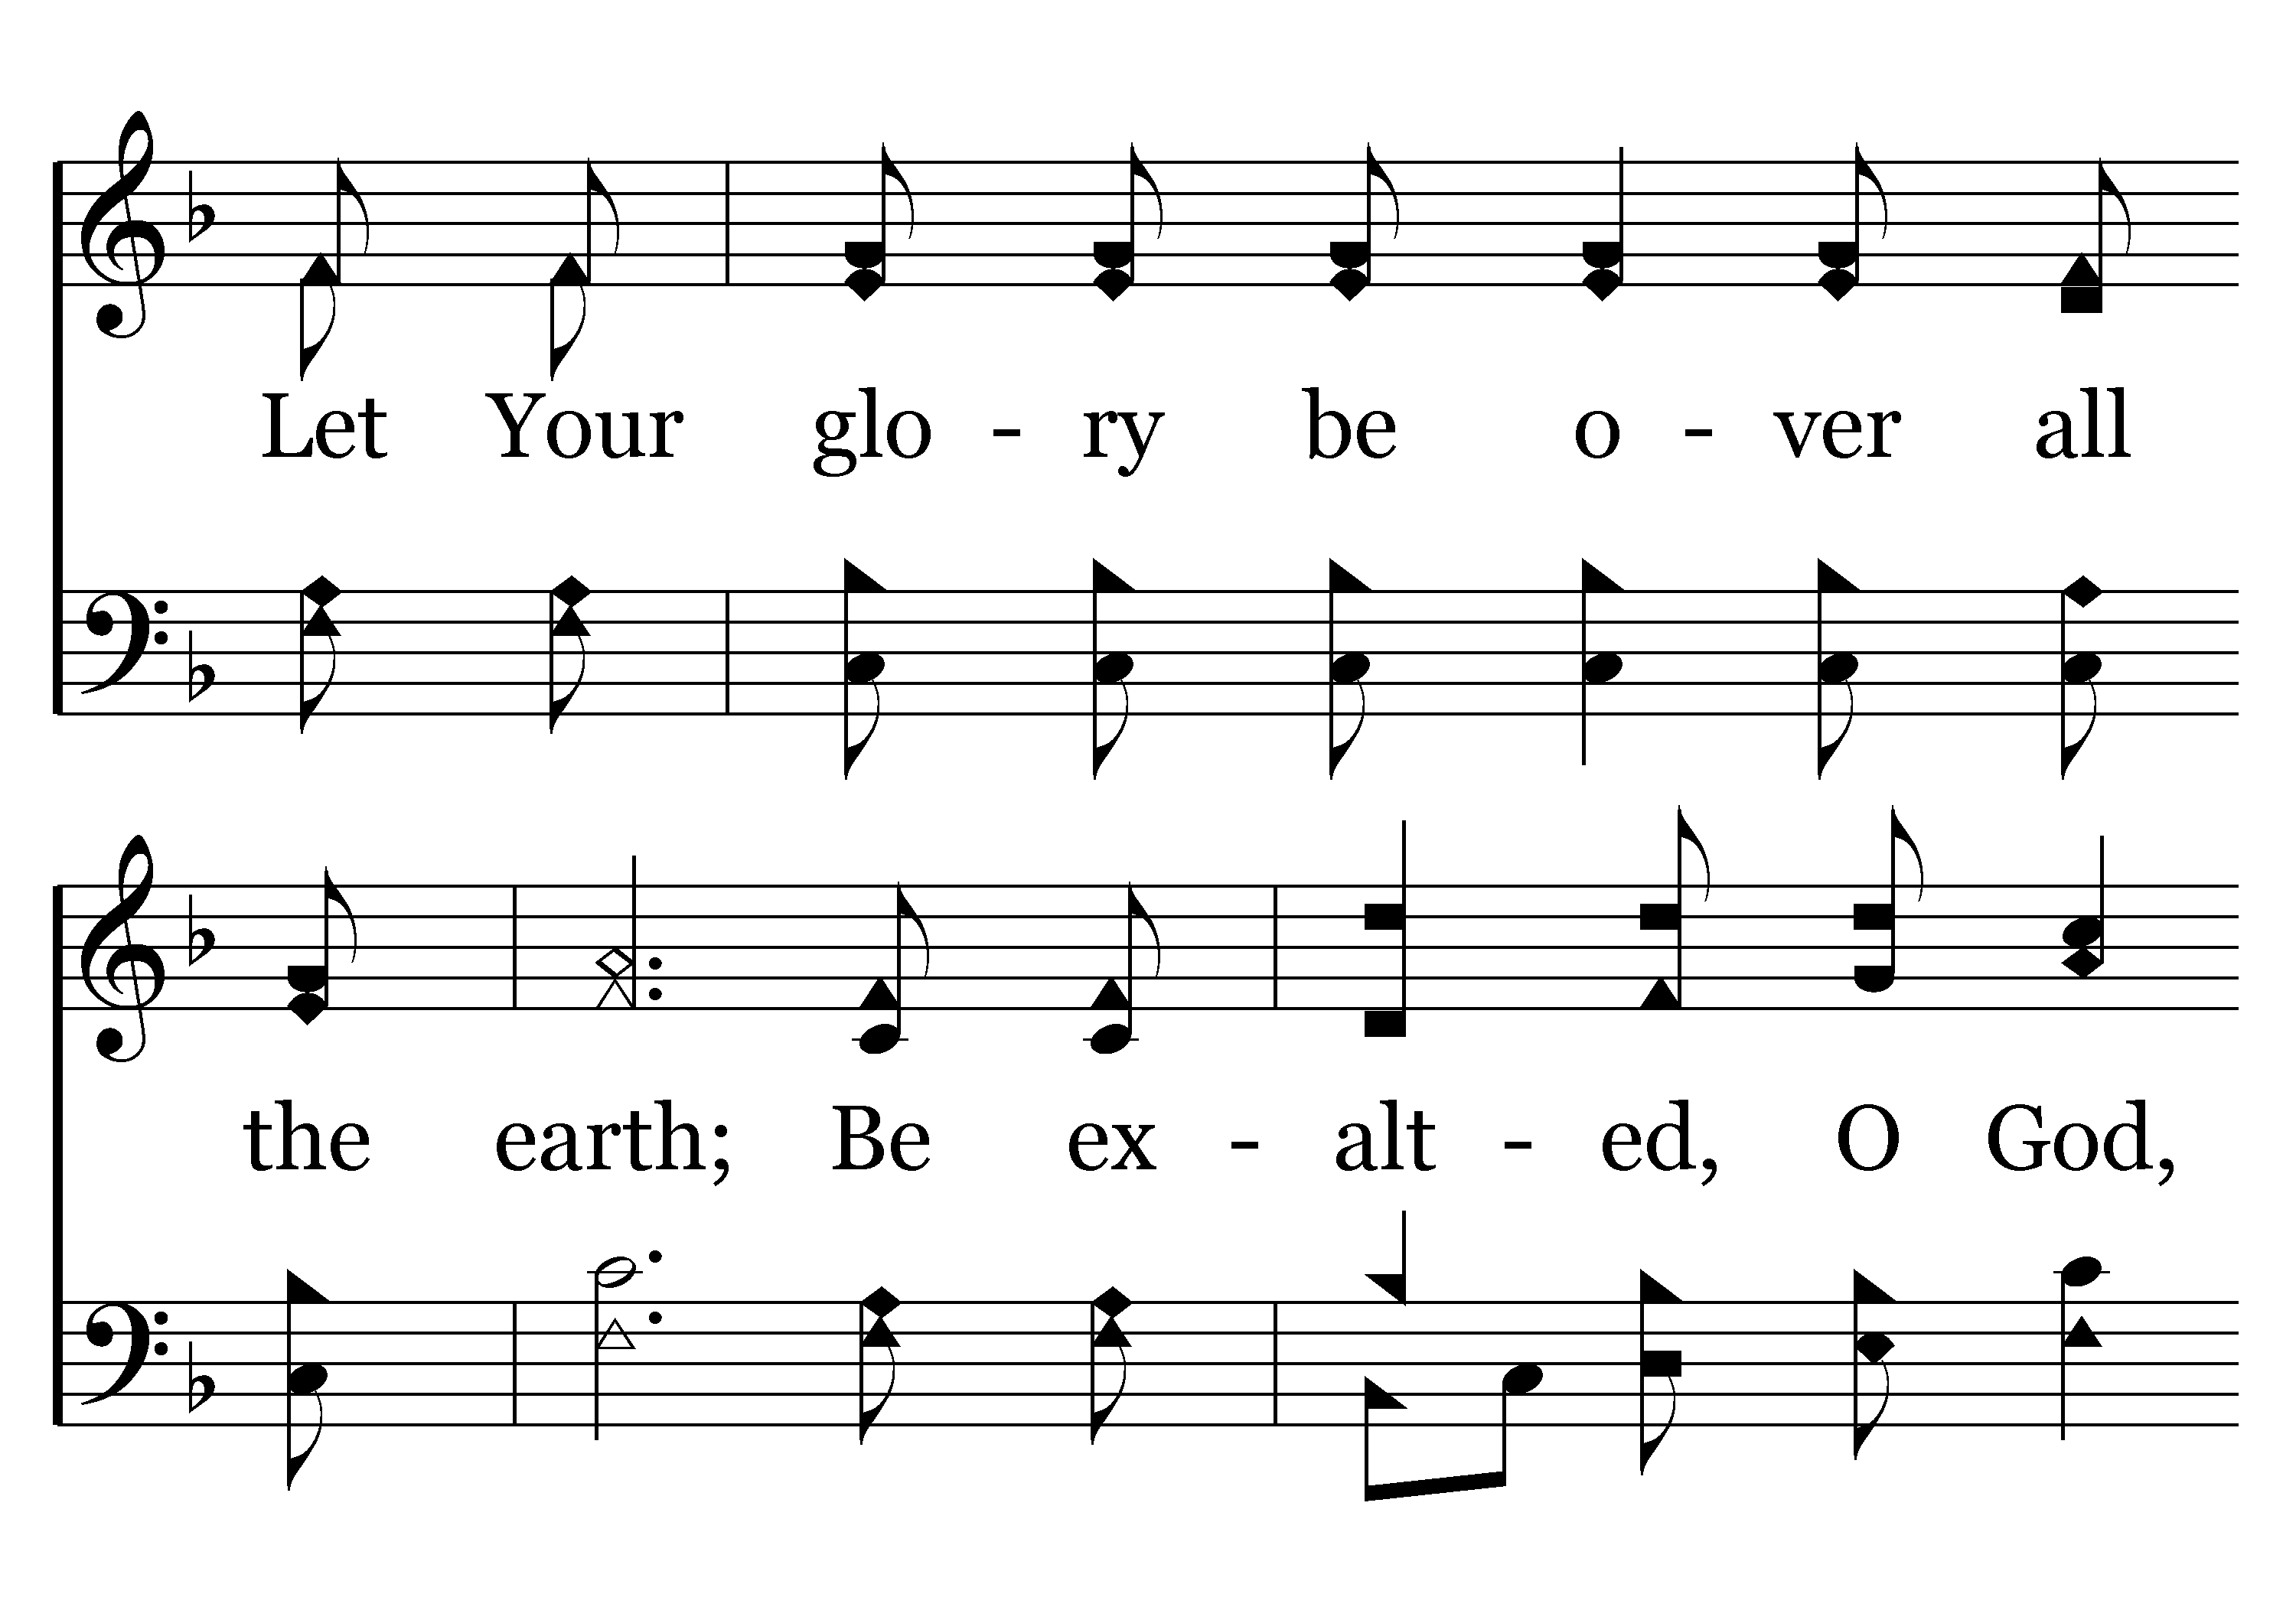 Let Your glo - ry be o - ver all
the earth; Be ex - alt - ed, O God,